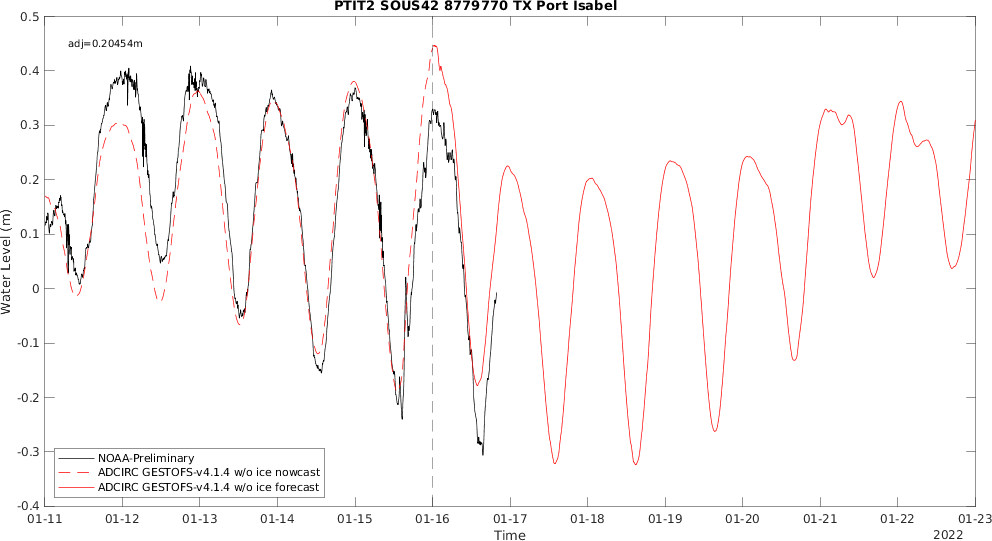 PTIT2 SOUS42 8779770 TX Port Isabel
adj=0.20454m
0.5
0.4
0.3
0.2
0.1
0
-0.1
-0.2
-0.3
-0.4
Water Level (m)
NOAA-Preliminary
ADCIRC GESTOFS-v4.1.4 w/o ice nowcast
ADCIRC GESTOFS-v4.1.4 w/o ice forecast
01-11 01-12 01-13 01-14 01-15 01-16 01-17 01-18 01-19 01-20 01-21 01-22 01-23
Time
2022